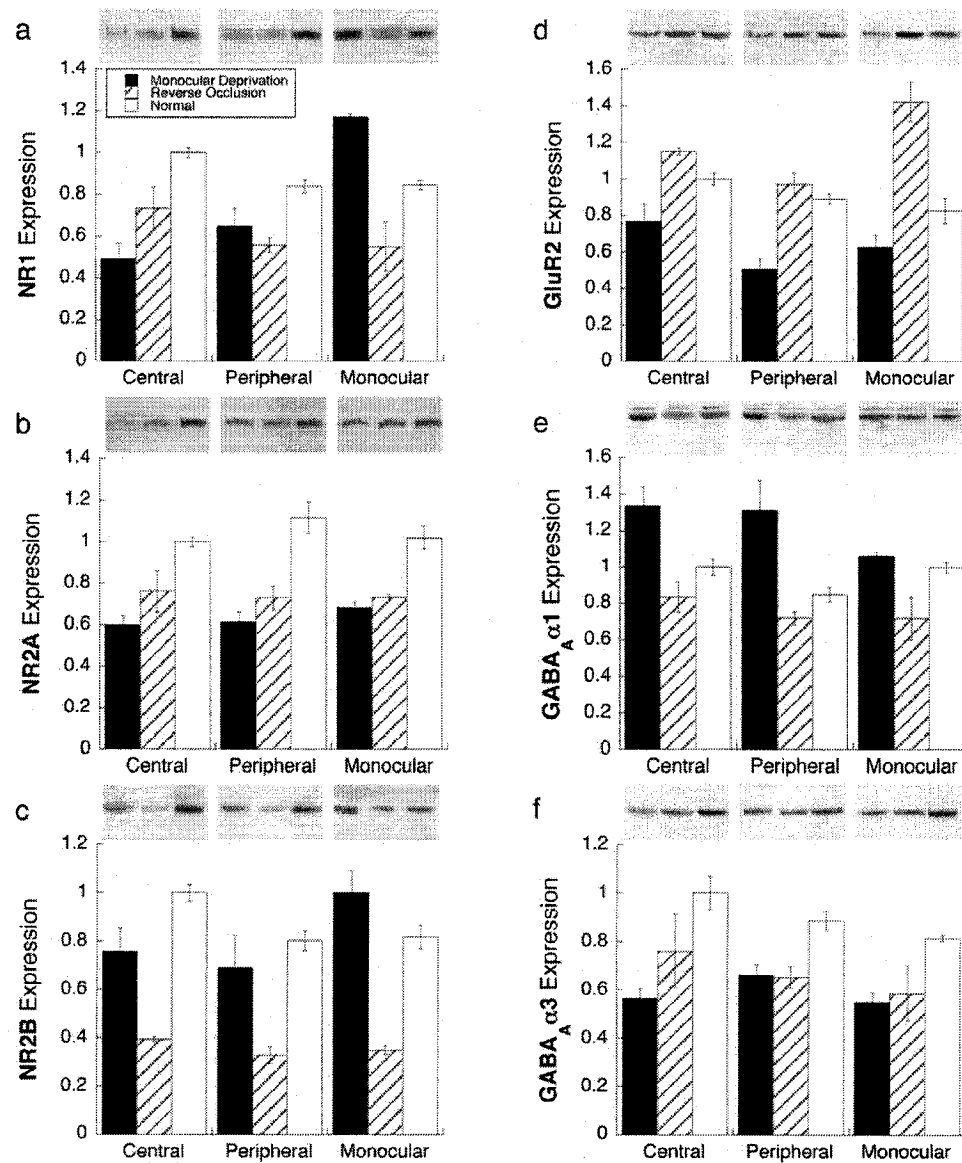 a
1.4
1.2
1
0.8
0.6
0.4
0.2
0
NR1 Expression
Monocular Deprivation
Reverse Occlusion
Normal
Central Peripheral Monocular
b
1.4
1.2
1
0.8
0.6
0.4
0.2
0
NR2A Expression
Central Peripheral Monocular
c
1.2
1
0.8
0.6
0.4
0.2
0
NR2B Expression
Central Peripheral Monocular
d
1.6
1.4
1.2
1
0.8
0.6
0.4
0.2
0
GluR2 Expression
Central Peripheral Monocular
e
1.6
1.4
1.2
1
0.8
0.6
0.4
0.2
0
GABA_A α1 Expression
Central Peripheral Monocular
f
1.2
1
0.8
0.6
0.4
0.2
0
GABA_A α3 Expression
Central Peripheral Monocular